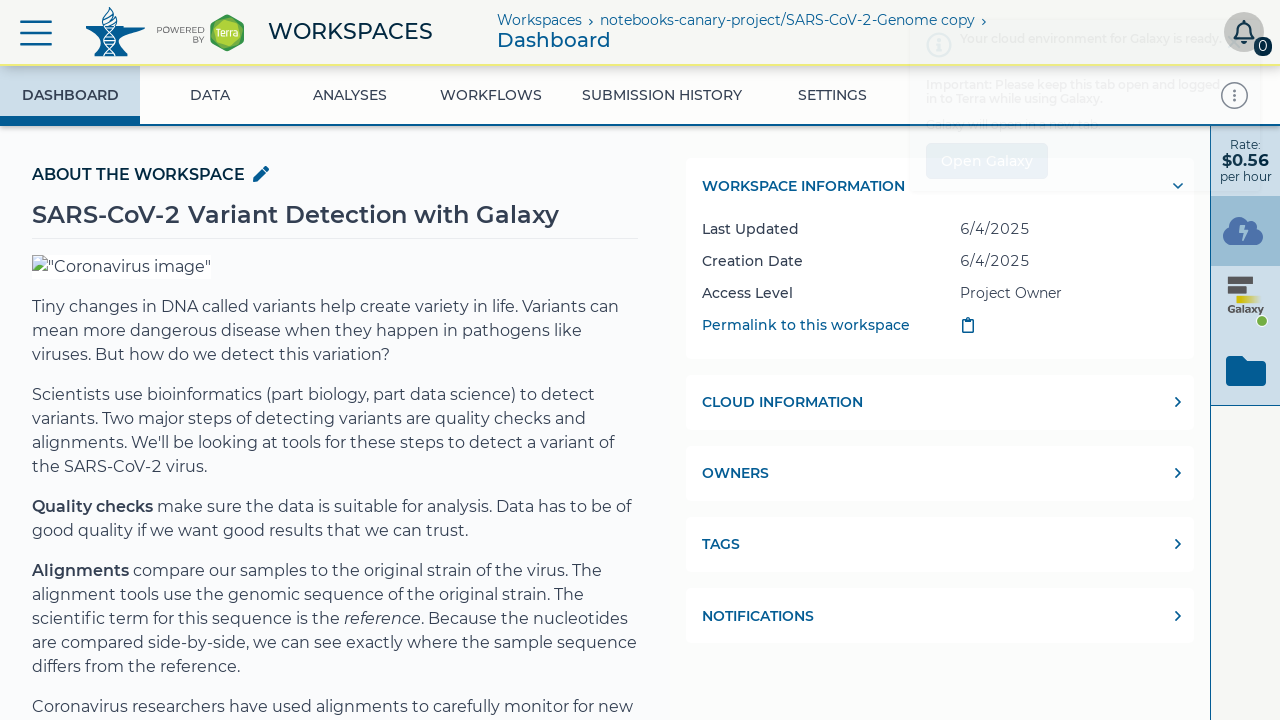 POWERED BY
Terra
WORKSPACES
Workspaces › notebooks-canary-project/SARS-CoV-2-Genome copy ›
Dashboard
0
Your cloud environment for Galaxy is ready.
Important: Please keep this tab open and logged in to Terra while using Galaxy.
Galaxy will open in a new tab.
Open Galaxy
DASHBOARD
DATA
ANALYSES
WORKFLOWS
SUBMISSION HISTORY
SETTINGS
Rate:
$0.56
per hour
Galaxy
ABOUT THE WORKSPACE
SARS-CoV-2 Variant Detection with Galaxy
"Coronavirus image"
Tiny changes in DNA called variants help create variety in life. Variants can
mean more dangerous disease when they happen in pathogens like
viruses. But how do we detect this variation?
Scientists use bioinformatics (part biology, part data science) to detect
variants. Two major steps of detecting variants are quality checks and
alignments. We'll be looking at tools for these steps to detect a variant of
the SARS-CoV-2 virus.
Quality checks make sure the data is suitable for analysis. Data has to be of
good quality if we want good results that we can trust.
Alignments compare our samples to the original strain of the virus. The
alignment tools use the genomic sequence of the original strain. The
scientific term for this sequence is the reference. Because the nucleotides
are compared side-by-side, we can see exactly where the sample sequence
differs from the reference.
Coronavirus researchers have used alignments to carefully monitor for new
WORKSPACE INFORMATION
Last Updated 6/4/2025
Creation Date 6/4/2025
Access Level Project Owner
Permalink to this workspace
CLOUD INFORMATION
OWNERS
TAGS
NOTIFICATIONS